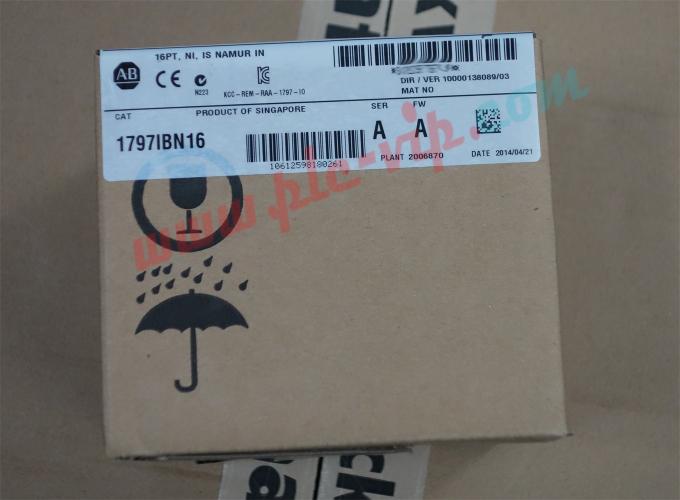 16PT, NI, IS NAMUR IN
AB
CE
N223
KCC-REM-RAA-1797-IO
DIR / VER 10000138089/03
MAT NO
CAT
PRODUCT OF SINGAPORE
SER
FW
1797IBN16
A
A
10612598180261
PLANT 2006870
DATE 2014/04/21
www.plc-vip.com